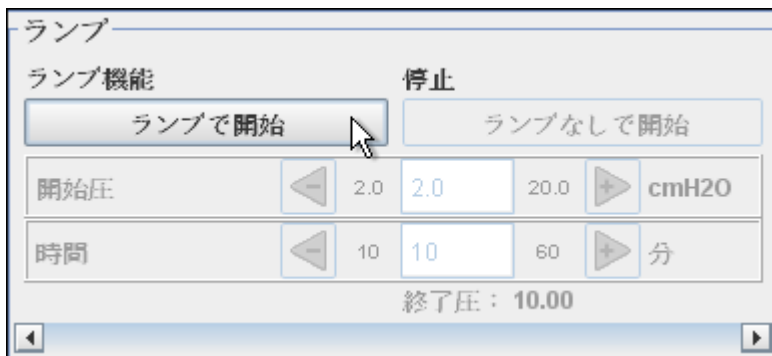 ランプ
ランプ機能 停止
ランプで開始 ランプなしで開始
開始圧 2.0 2.0 20.0 cmH2O
時間 10 10 60 分
終了圧： 10.00